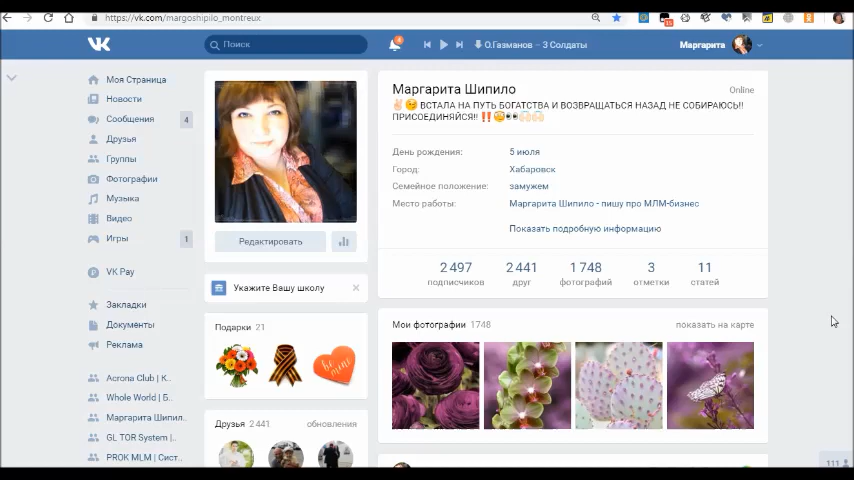 https://vk.com/margoshipilo_montreux
Поиск
О.Газманов – 3 Солдаты
Маргарита
Моя Страница
Новости
Сообщения 4
Друзья
Группы
Фотографии
Музыка
Видео
Игры 1
VK Pay
Закладки
Документы
Реклама
Acrona Club | К..
Whole World | Б..
Маргарита Шипил..
GL TOR System |..
PROK MLM | Сист..
Редактировать
Укажите Вашу школу
Подарки 21
be mine
Друзья 2441 обновления
Маргарита Шипило Online
ВСТАЛА НА ПУТЬ БОГАТСТВА И ВОЗВРАЩАТЬСЯ НАЗАД НЕ СОБИРАЮСЬ!!
ПРИСОЕДИНЯЙСЯ!! ‼
День рождения: 5 июля
Город: Хабаровск
Семейное положение: замужем
Место работы: Маргарита Шипило - пишу про МЛМ-бизнес
Показать подробную информацию
2 497 2 441 1 748 3 11
подписчиков друг фотографий отметки статей
Мои фотографии 1748 показать на карте
111